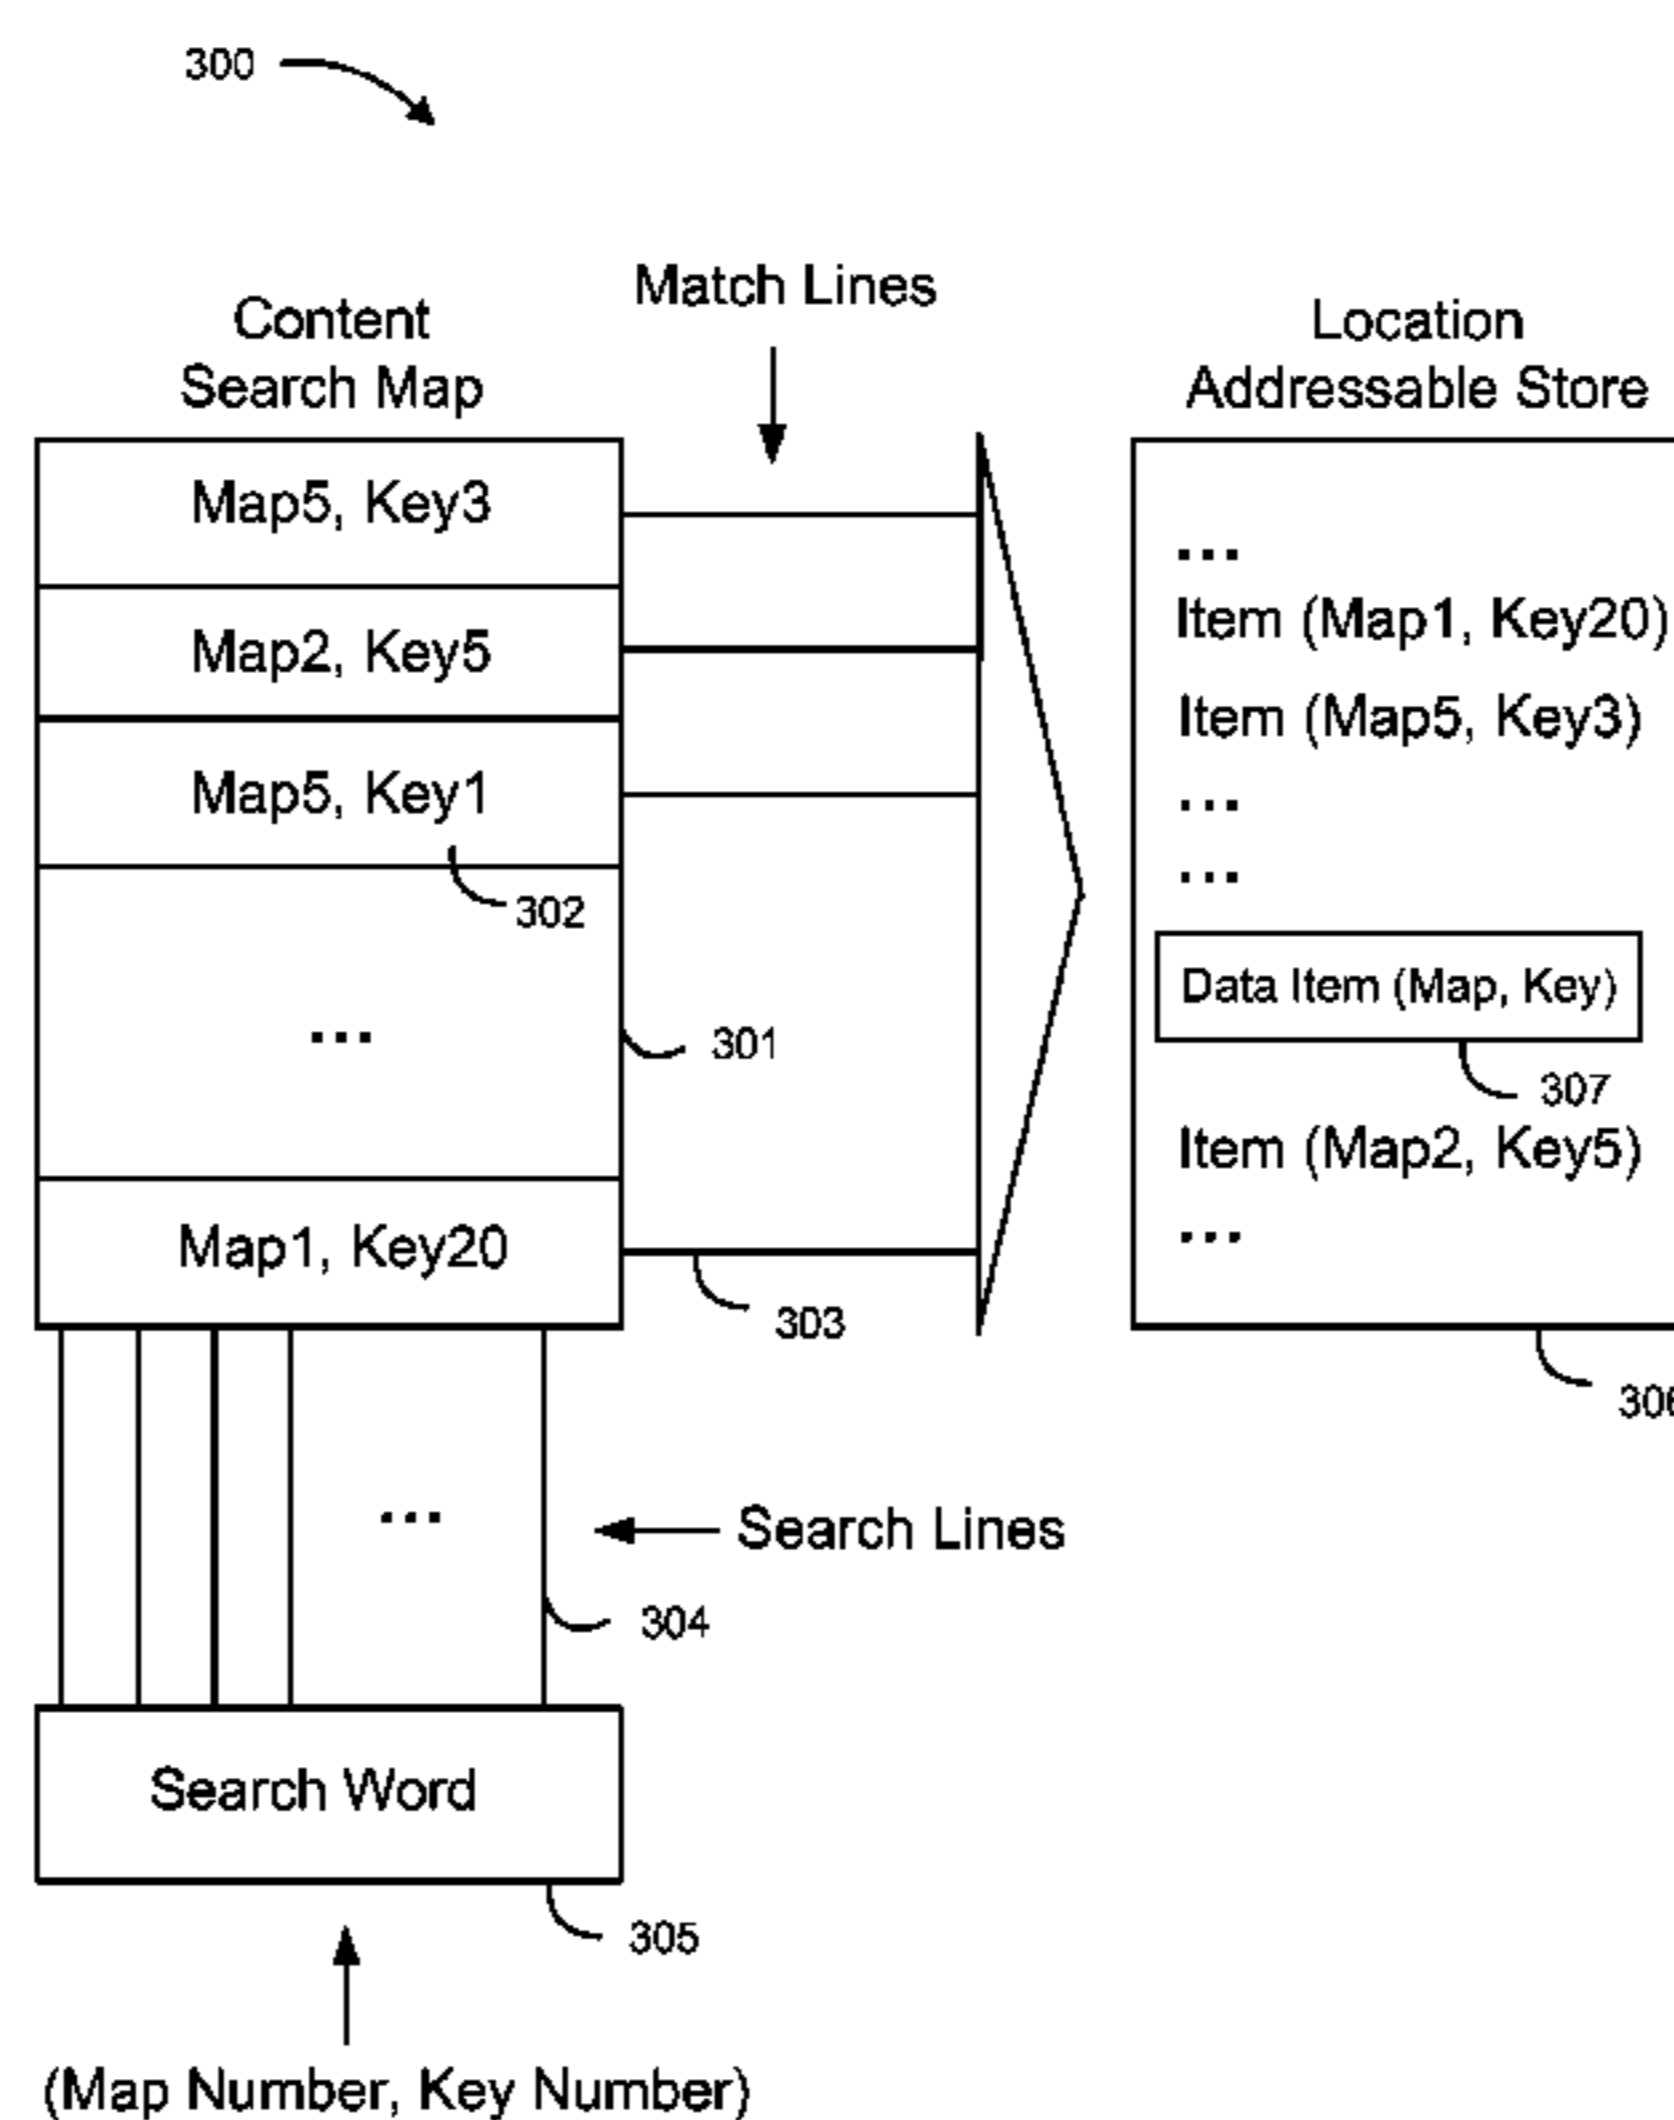 300
Match Lines
Content
Search Map
Location
Addressable Store
Map5, Key3
Map2, Key5
Map5, Key1
302
...
301
Map1, Key20
303
...
Item (Map1, Key20)
Item (Map5, Key3)
...
...
Data Item (Map, Key)
307
Item (Map2, Key5)
...
306
...
Search Lines
304
Search Word
305
(Map Number, Key Number)